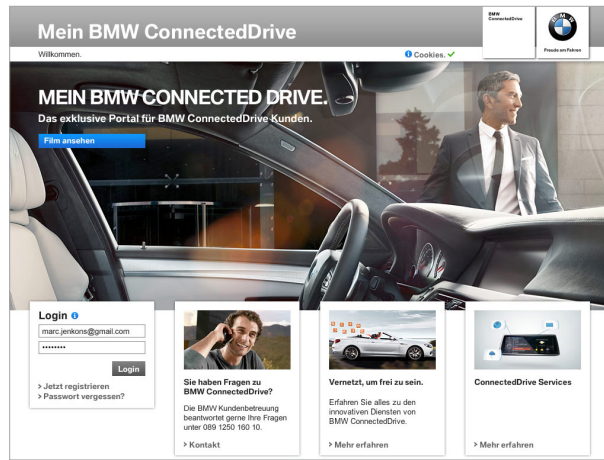 Mein BMW ConnectedDrive
BMW
ConnectedDrive
BMW
Freude am Fahren
Willkommen.
Cookies.
MEIN BMW CONNECTED DRIVE.
Das exklusive Portal für BMW ConnectedDrive Kunden.
Film ansehen
Login
marc.jenkons@gmail.com
••••••••
Login
> Jetzt registrieren
> Passwort vergessen?
Sie haben Fragen zu
BMW ConnectedDrive?
Die BMW Kundenbetreuung
beantwortet gerne Ihre Fragen
unter 089 1250 160 10.
> Kontakt
Vernetzt, um frei zu sein.
Erfahren Sie alles zu den
innovativen Diensten von
BMW ConnectedDrive.
> Mehr erfahren
ConnectedDrive Services
> Mehr erfahren